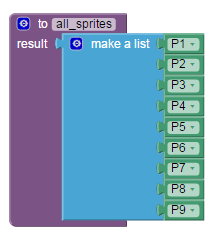 to all_sprites
result make a list P1
P2
P3
P4
P5
P6
P7
P8
P9